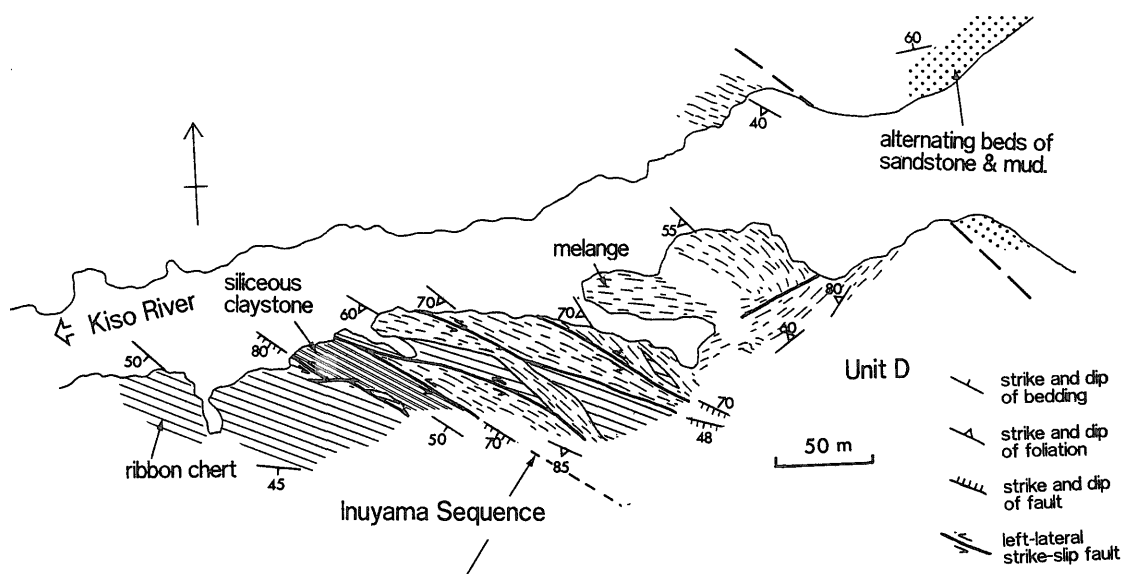 60
40
alternating beds of
sandstone & mud.
55
melange
siliceous
claystone
Kiso River
60
70
70
80
60
50
80
Unit D
ribbon chert
45
50
70
85
70
48
50 m
Inuyama Sequence
strike and dip
of bedding
strike and dip
of foliation
strike and dip
of fault
left-lateral
strike-slip fault